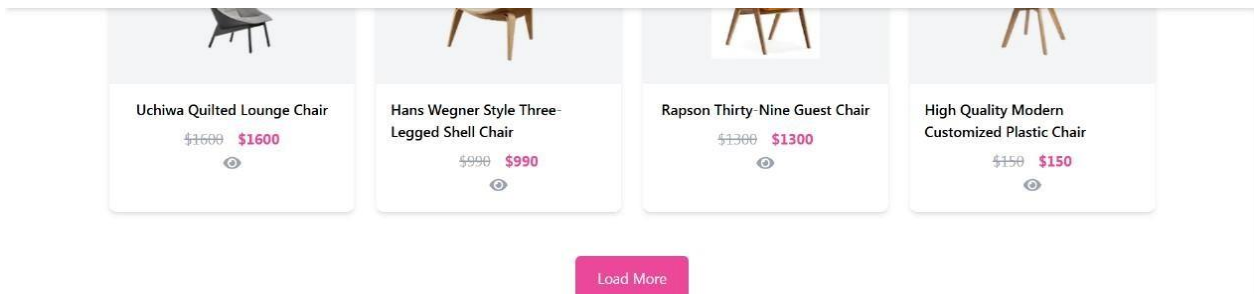 Uchiwa Quilted Lounge Chair
$1600 $1600
Hans Wegner Style Three-
Legged Shell Chair
$990 $990
Rapson Thirty-Nine Guest Chair
$1300 $1300
High Quality Modern
Customized Plastic Chair
$150 $150
Load More